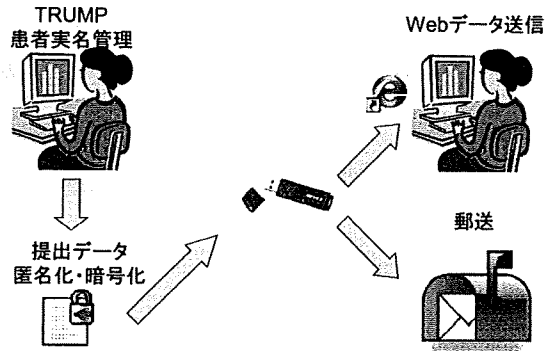 TRUMP
患者実名管理
Webデータ送信
提出データ
匿名化・暗号化
郵送